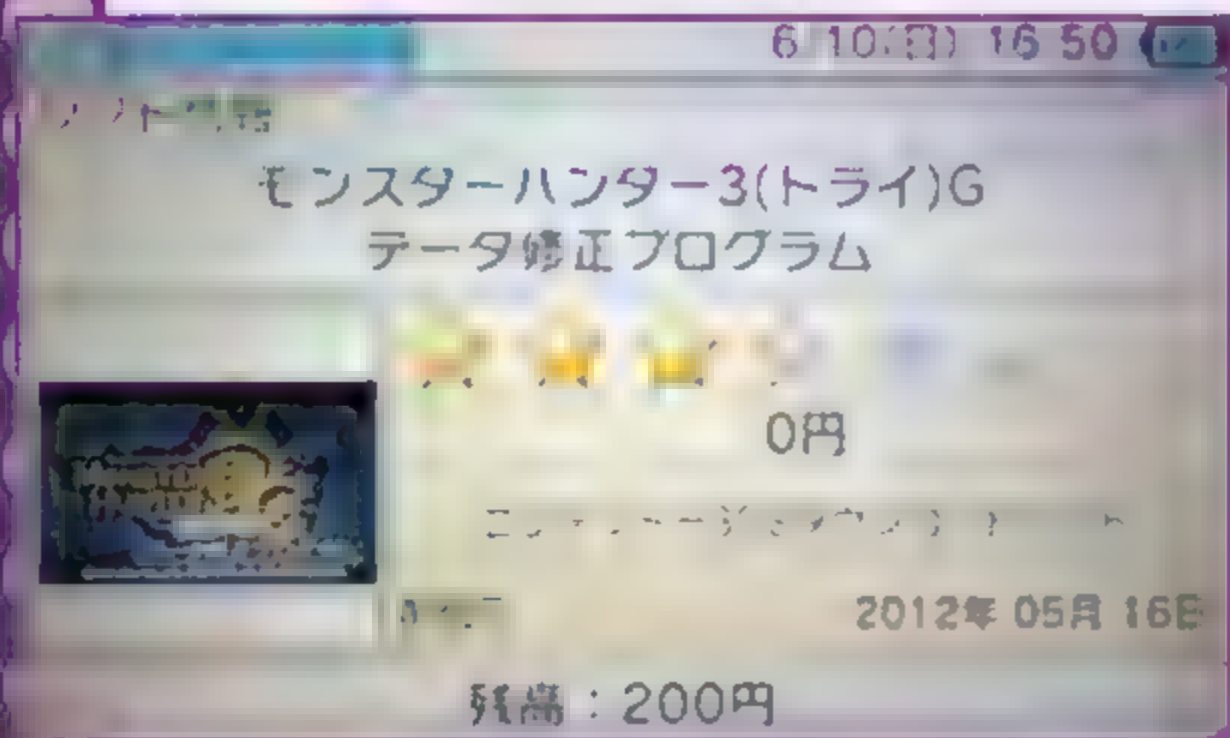 6/10(日) 16:50
モンスターハンター3(トライ)G
データ修正プログラム
0円
2012年 05月 16日
残高：200円